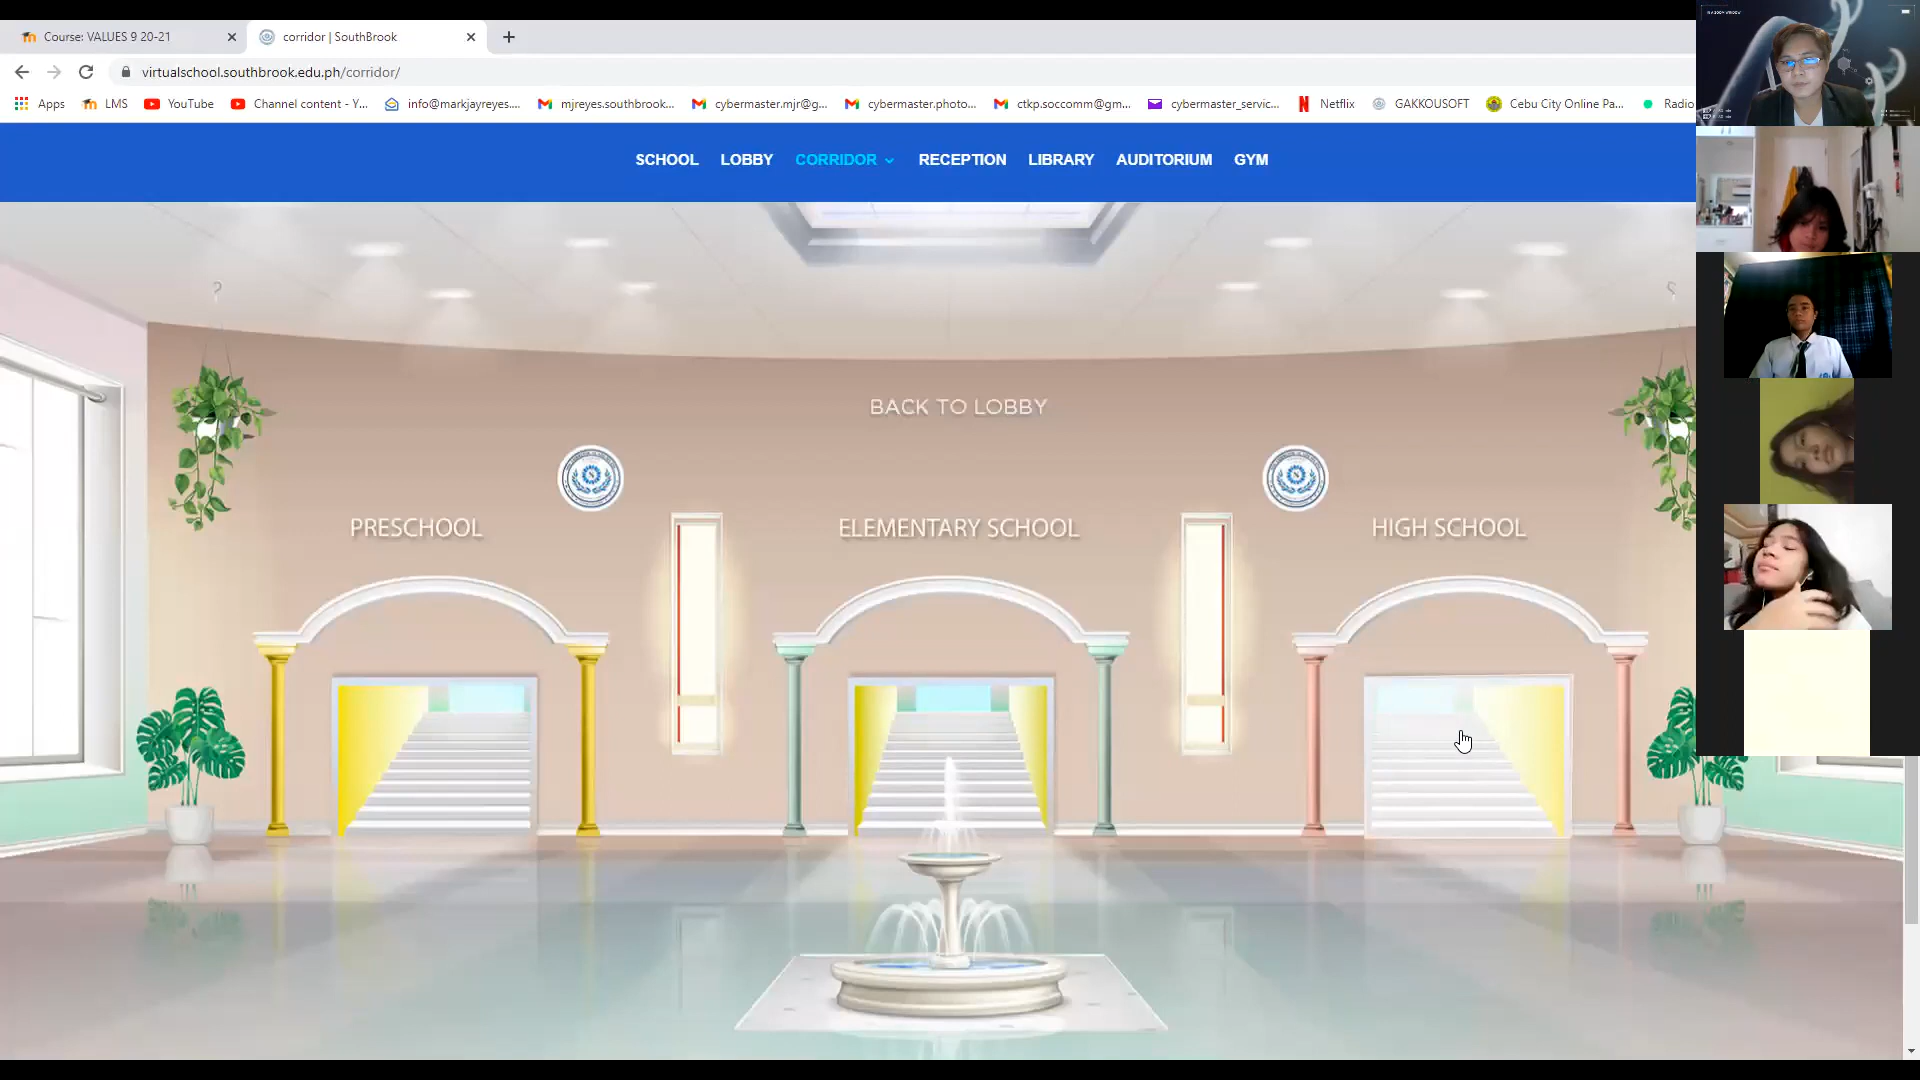 Course: VALUES 9 20-21
corridor | SouthBrook
virtualschool.southbrook.edu.ph/corridor/
Apps LMS YouTube Channel content - Y... info@markjayreyes.... mjreyes.southbrook... cybermaster.mjr@g... cybermaster.photo... ctkp.soccomm@gm... cybermaster_servic... Netflix GAKKOUSOFT Cebu City Online Pa... Radio
SCHOOL LOBBY CORRIDOR RECEPTION LIBRARY AUDITORIUM GYM
BACK TO LOBBY
PRESCHOOL ELEMENTARY SCHOOL HIGH SCHOOL